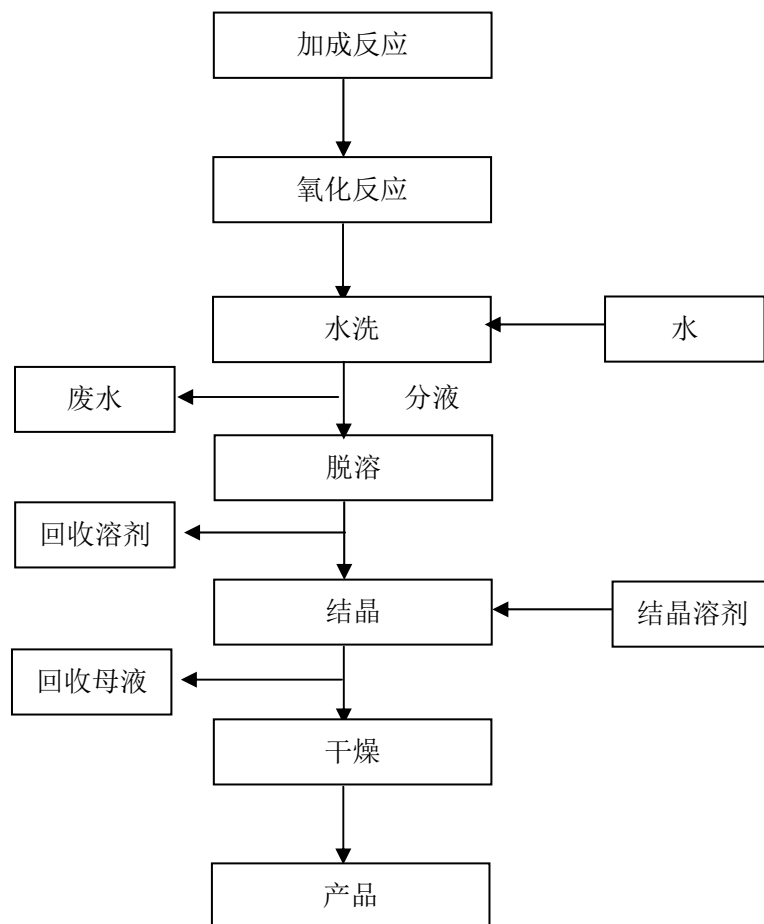 加成反应
氧化反应
水洗
水
废水
分液
脱溶
回收溶剂
结晶
结晶溶剂
回收母液
干燥
产品